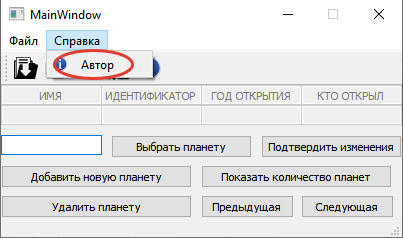 MainWindow
Файл Справка
Автор
ИМЯ ИДЕНТИФИКАТОР ГОД ОТКРЫТИЯ КТО ОТКРЫЛ
Выбрать планету Подтвердить изменения
Добавить новую планету Показать количество планет
Удалить планету Предыдущая Следующая